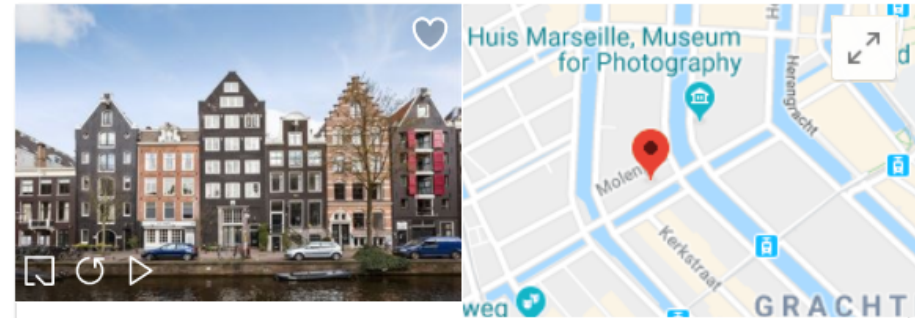 Huis Marseille, Museum
for Photography
Herengracht
d
Molen
Kerkstraat
weg
GRACHT